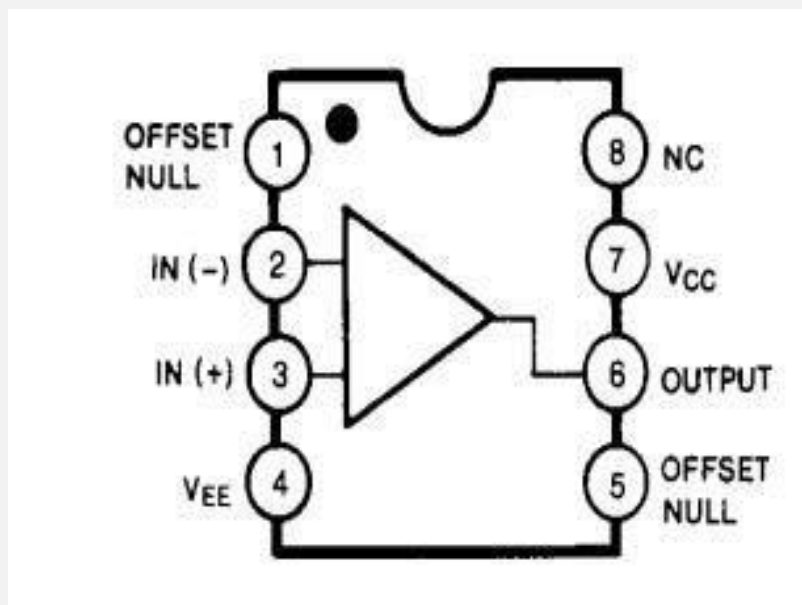 OFFSET
NULL
1
8
NC
IN (-)
2
7
VCC
IN (+)
3
6
OUTPUT
VEE
4
5
OFFSET
NULL